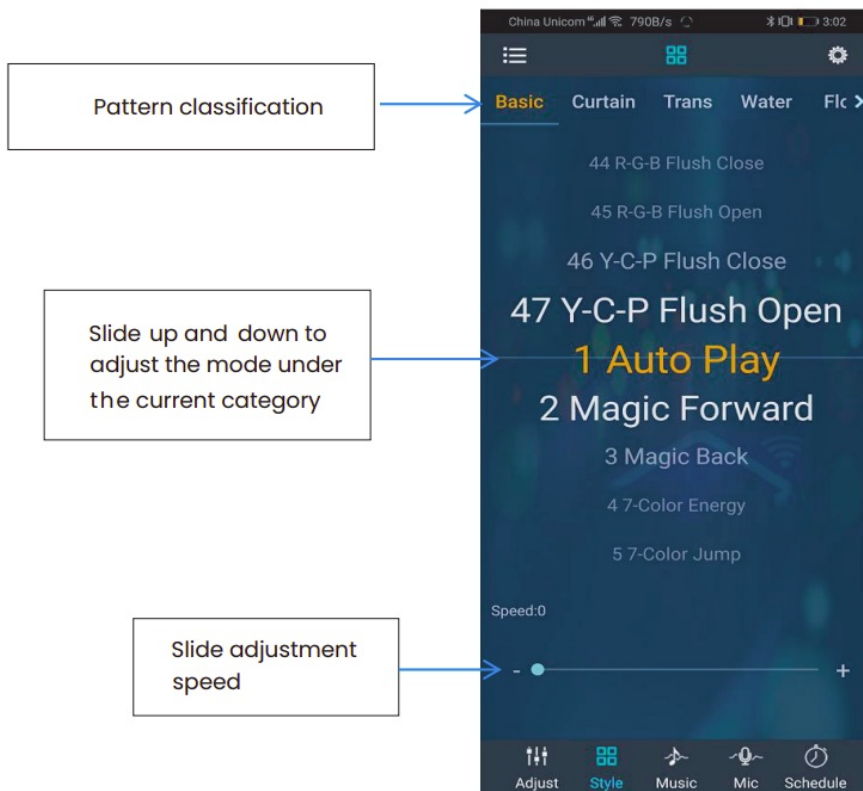 China Unicom 790B/s 3:02
Basic Curtain Trans Water Flc
Pattern classification
44 R-G-B Flush Close
45 R-G-B Flush Open
46 Y-C-P Flush Close
47 Y-C-P Flush Open
Slide up and down to
adjust the mode under
the current category
1 Auto Play
2 Magic Forward
3 Magic Back
4 7-Color Energy
5 7-Color Jump
Speed:0
Slide adjustment
speed
- +
Adjust Style Music Mic Schedule